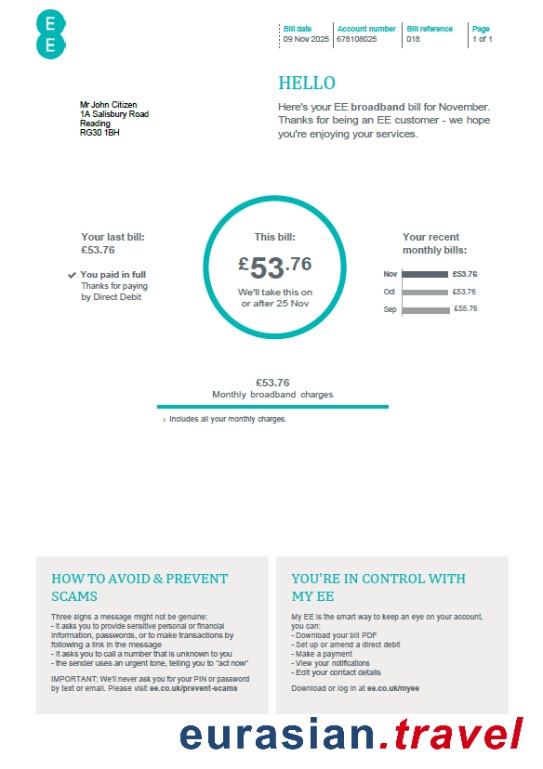 E
E
Bill date
09 Nov 2025
Account number
678108025
Bill reference
018
Page
1 of 1
HELLO
Mr John Citizen
1A Salisbury Road
Reading
RG30 1BH
Here's your EE broadband bill for November.
Thanks for being an EE customer - we hope
you're enjoying your services.
Your last bill:
£53.76
You paid in full
Thanks for paying
by Direct Debit
This bill:
£53.76
We'll take this on
or after 25 Nov
Your recent
monthly bills:
Nov £53.76
Oct £53.76
Sep £55.76
£53.76
Monthly broadband charges
› Includes all your monthly charges.
HOW TO AVOID & PREVENT
SCAMS
Three signs a message might not be genuine:
- it asks you to provide sensitive personal or financial
information, passwords, or to make transactions by
following a link in the message
- it asks you to call a number that is unknown to you
- the sender uses an urgent tone, telling you to "act now"
IMPORTANT: We'll never ask you for your PIN or password
by text or email. Please visit ee.co.uk/prevent-scams
YOU'RE IN CONTROL WITH
MY EE
My EE is the smart way to keep an eye on your account,
you can:
- Download your bill PDF
- Set up or amend a direct debit
- Make a payment
- View your notifications
- Edit your contact details
Download or log in at ee.co.uk/myee
eurasian.travel